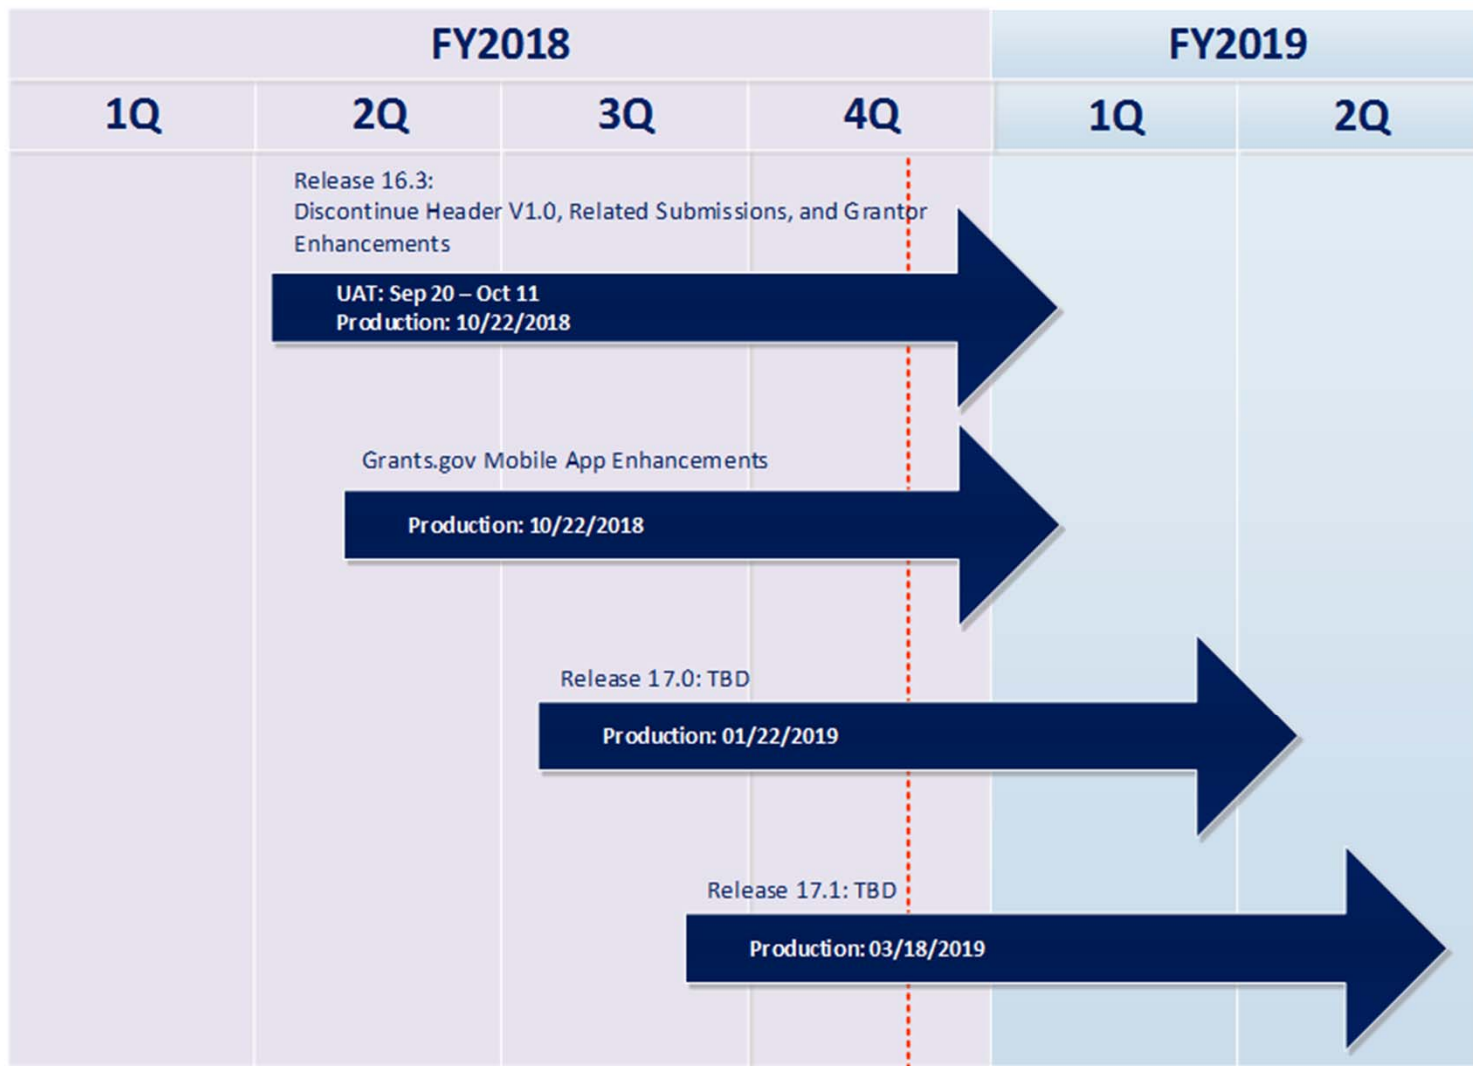 FY2018
FY2019
1Q
2Q
3Q
4Q
1Q
2Q
Release 16.3:
Discontinue Header V1.0, Related Submissions, and Grantor
Enhancements
UAT: Sep 20 – Oct 11
Production: 10/22/2018
Grants.gov Mobile App Enhancements
Production: 10/22/2018
Release 17.0: TBD
Production: 01/22/2019
Release 17.1: TBD
Production: 03/18/2019